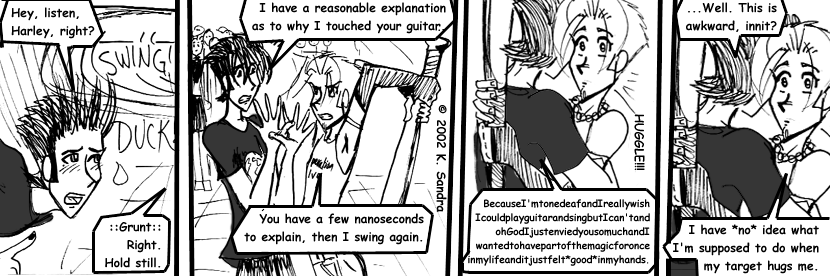 Hey, listen,
Harley, right?
SWING!
DUCK
::Grunt::
Right.
Hold still.
I have a reasonable explanation
as to why I touched your guitar.
You have a few nanoseconds
to explain, then I swing again.
© 2002 K. Sandra
HUGGLE!!!
BecauseI'mtonedeafandIreallywish
IcouldplayguitarandsingbutIcan'tand
ohGodIjustenviedyousomuchandI
wantedtohavepartofthemagicforonce
inmylifeanditjustfelt*good*inmyhands.
...Well. This is
awkward, innit?
I have *no* idea what
I'm supposed to do when
my target hugs me.